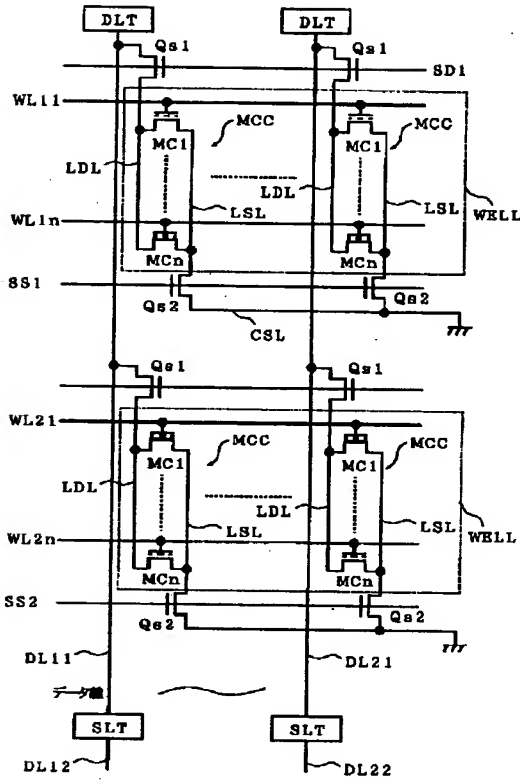 DLT DLT
Qs1 Qs1
SD1
WL11
MCC MCC
MC1 MC1
LDL LDL
LSL LSL
WELL
WL1n
MCn MCn
SS1
Qs2 Qs2
CSL
Qs1 Qs1
WL21
MCC MCC
MC1 MC1
LDL LDL
LSL LSL
WELL
WL2n
MCn MCn
SS2
Qs2 Qs2
DL11 DL21
データ線
SLT SLT
DL12 DL22